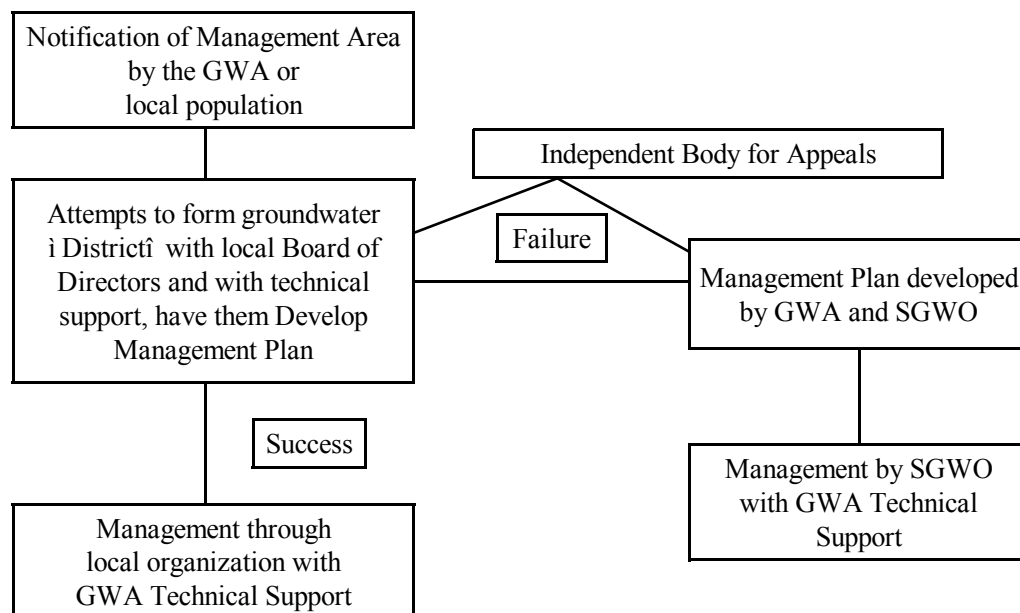 Notification of Management Area
by the GWA or
local population
Independent Body for Appeals
Attempts to form groundwater
ì Districtî with local Board of
Directors and with technical
support, have them Develop
Management Plan
Failure
Management Plan developed
by GWA and SGWO
Success
Management by SGWO
with GWA Technical
Support
Management through
local organization with
GWA Technical Support